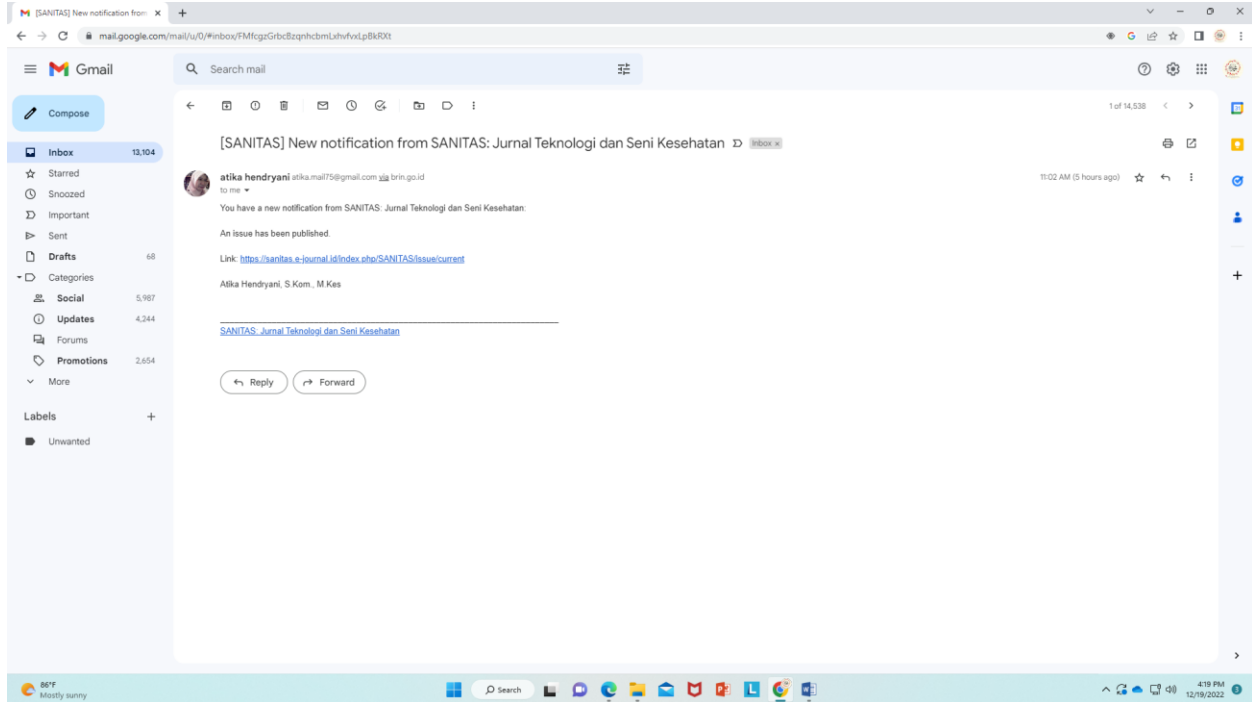 [SANITAS] New notification from
mail.google.com/mail/u/0/#inbox/FMfcgzGrbcBzqnhcbmLxhvfvxLpBkRXt
Gmail
Search mail
Compose
1 of 14,538
[SANITAS] New notification from SANITAS: Jurnal Teknologi dan Seni Kesehatan
Inbox x
Inbox 13,104
Starred
Snoozed
Important
Sent
Drafts 68
Categories
Social 5,987
Updates 4,244
Forums
Promotions 2,654
More
Labels +
Unwanted
atika hendryani atika.mail75@gmail.com via brin.go.id
11:02 AM (5 hours ago)
to me
You have a new notification from SANITAS: Jurnal Teknologi dan Seni Kesehatan:
An issue has been published.
Link: https://sanitas.e-journal.id/index.php/SANITAS/issue/current
Atika Hendryani, S.Kom., M.Kes
SANITAS: Jurnal Teknologi dan Seni Kesehatan
Reply
Forward
86°F
Mostly sunny
Search
4:19 PM
12/19/2022